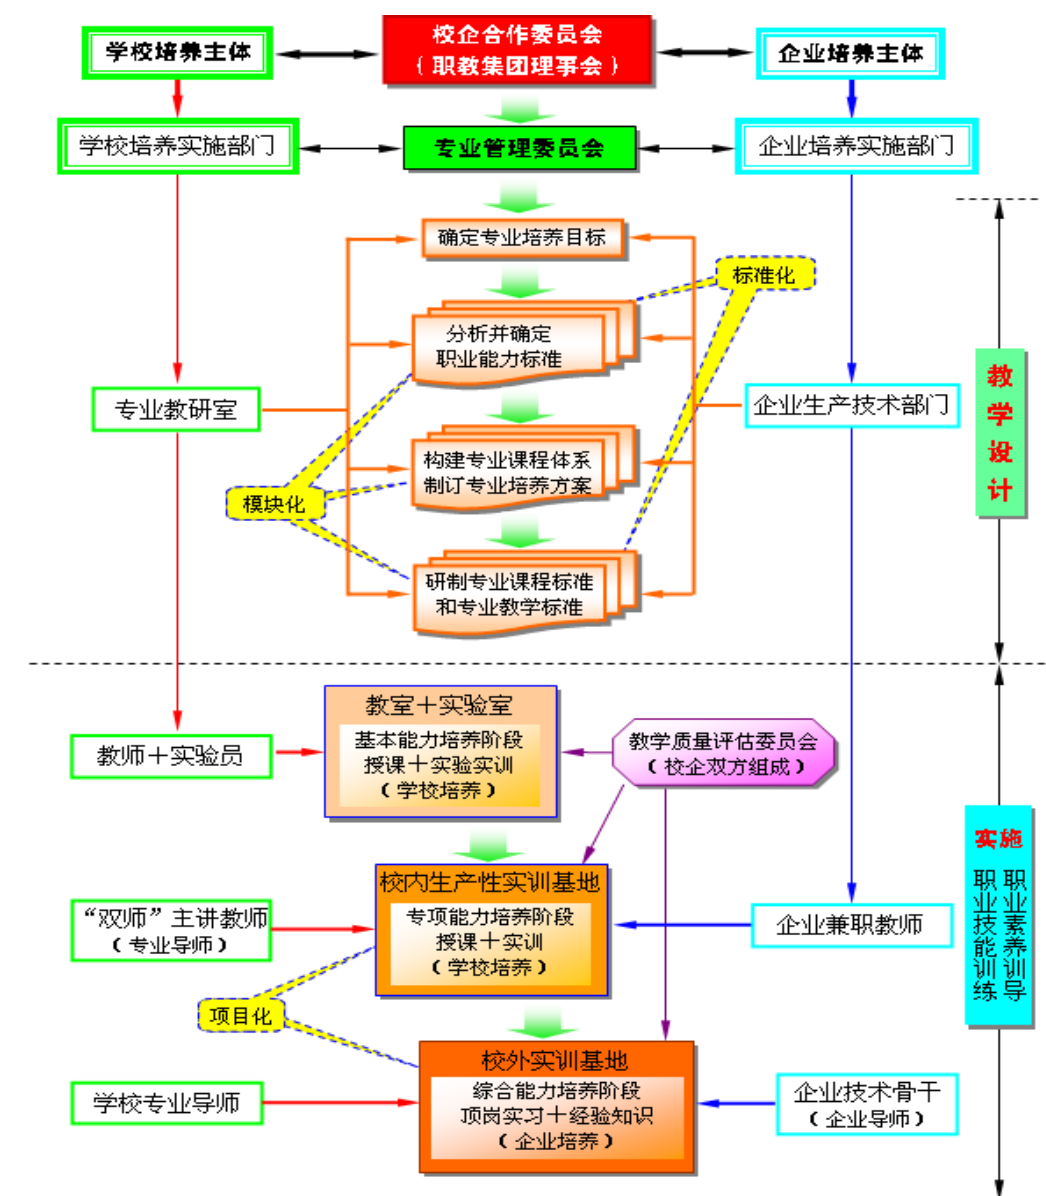 学校培养主体
校企合作委员会
（职教集团理事会）
企业培养主体
学校培养实施部门
专业管理委员会
企业培养实施部门
确定专业培养目标
标准化
分析并确定
职业能力标准
专业教研室
企业生产技术部门
构建专业课程体系
制订专业培养方案
模块化
研制专业课程标准
和专业教学标准
教学设计
教室＋实验室
基本能力培养阶段
授课＋实验实训
（学校培养）
教师＋实验员
教学质量评估委员会
（校企双方组成）
校内生产性实训基地
专项能力培养阶段
授课＋实训
（学校培养）
“双师”主讲教师
（专业导师）
企业兼职教师
项目化
校外实训基地
综合能力培养阶段
顶岗实习＋经验知识
（企业培养）
学校专业导师
企业技术骨干
（企业导师）
实施
职业素养训导
职业技能训练